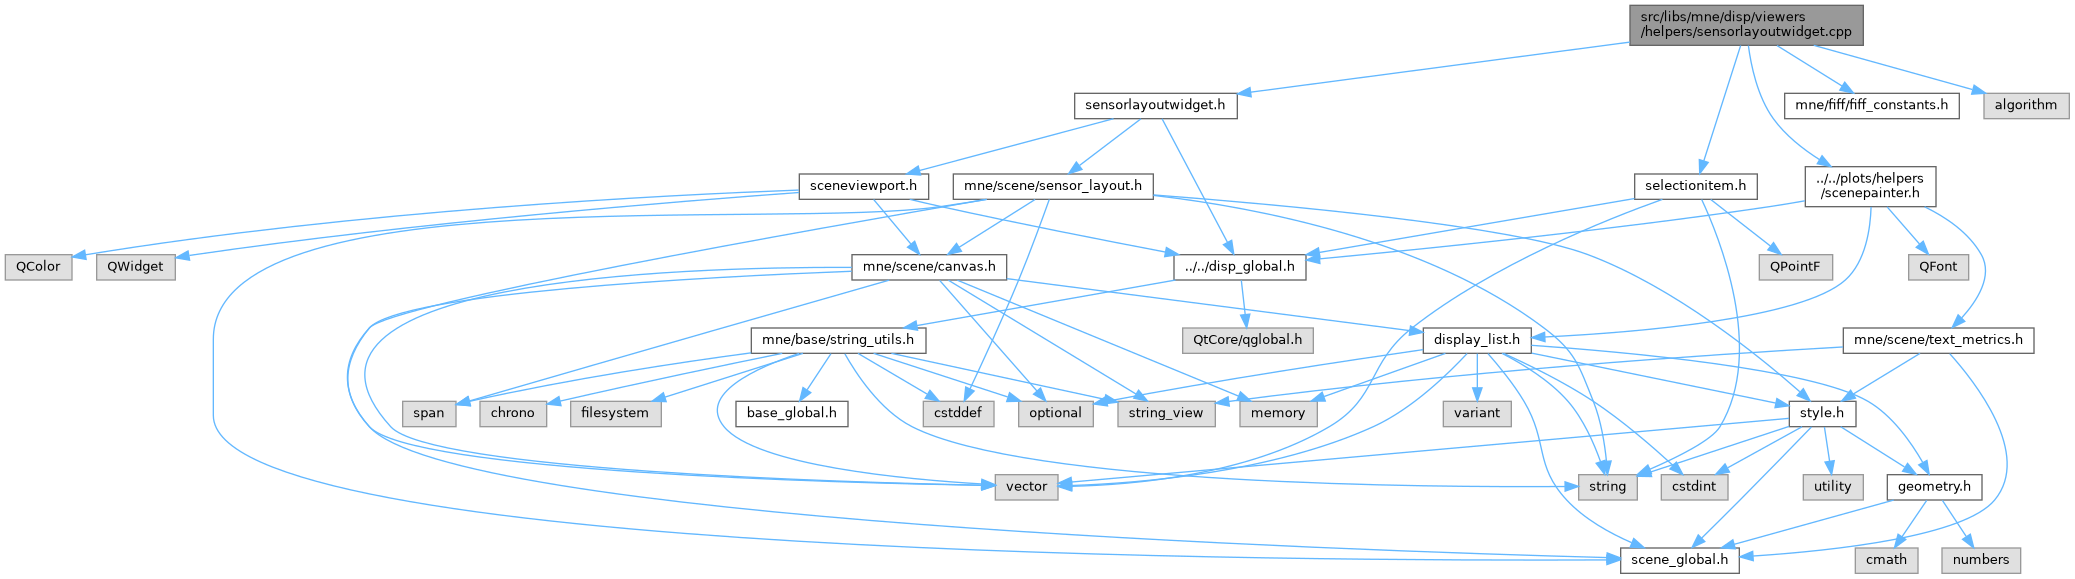 src/libs/mne/disp/viewers
/helpers/sensorlayoutwidget.cpp
sensorlayoutwidget.h
mne/fiff/fiff_constants.h
algorithm
sceneviewport.h
mne/scene/sensor_layout.h
selectionitem.h
../../plots/helpers
/scenepainter.h
QColor
QWidget
mne/scene/canvas.h
../../disp_global.h
QPointF
QFont
mne/base/string_utils.h
QtCore/qglobal.h
display_list.h
mne/scene/text_metrics.h
span
chrono
filesystem
base_global.h
cstddef
optional
string_view
memory
variant
style.h
vector
string
cstdint
utility
geometry.h
scene_global.h
cmath
numbers